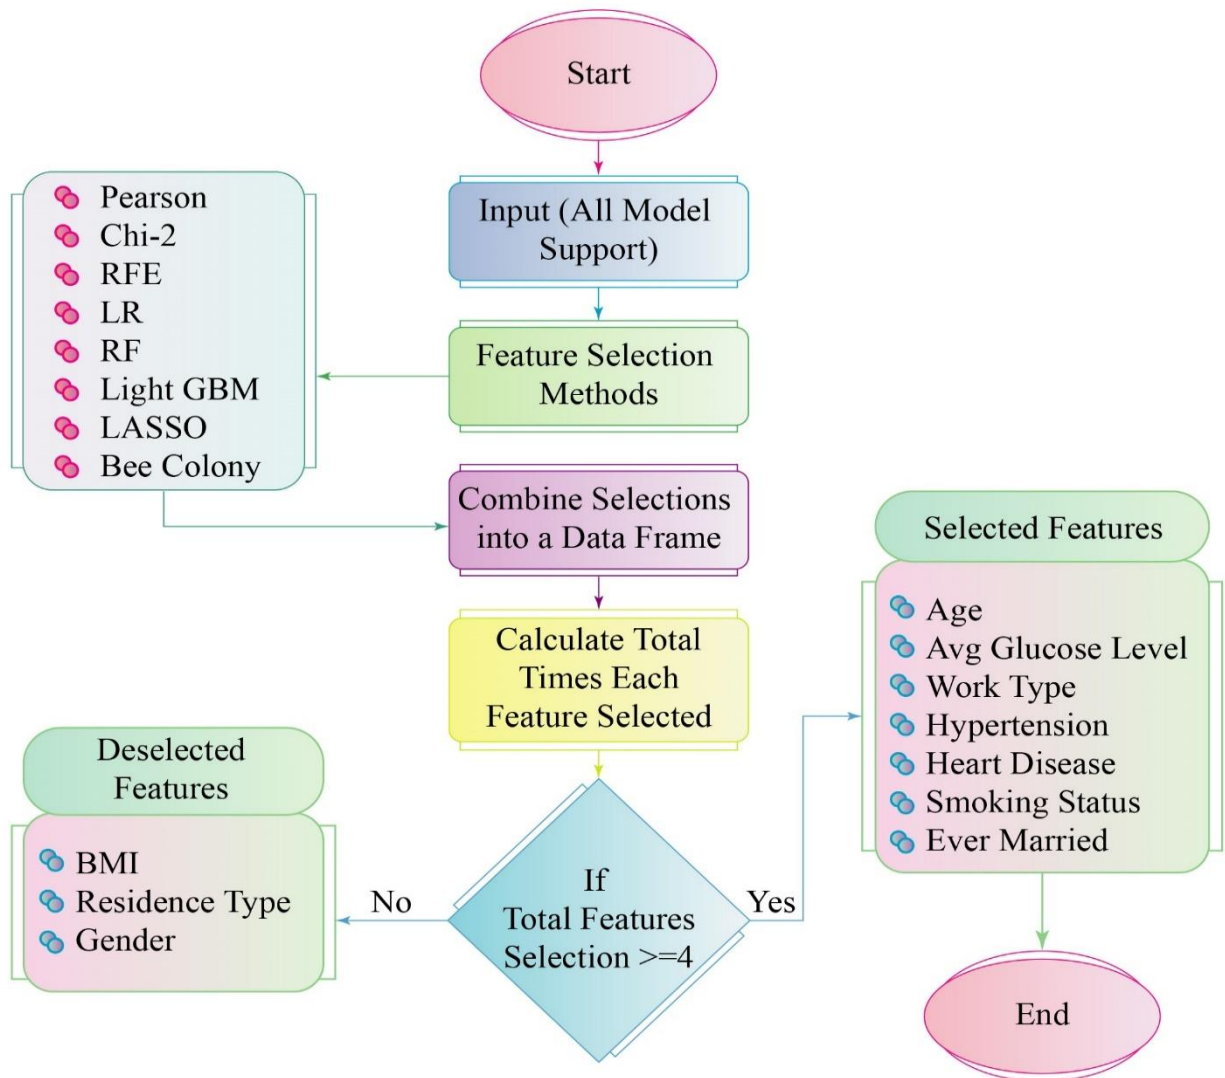 Start
Input (All Model
Support)
Feature Selection
Methods
Pearson
Chi-2
RFE
LR
RF
Light GBM
LASSO
Bee Colony
Combine Selections
into a Data Frame
Calculate Total
Times Each
Feature Selected
If
Total Features
Selection >=4
No
Deselected
Features
BMI
Residence Type
Gender
Yes
Selected Features
Age
Avg Glucose Level
Work Type
Hypertension
Heart Disease
Smoking Status
Ever Married
End